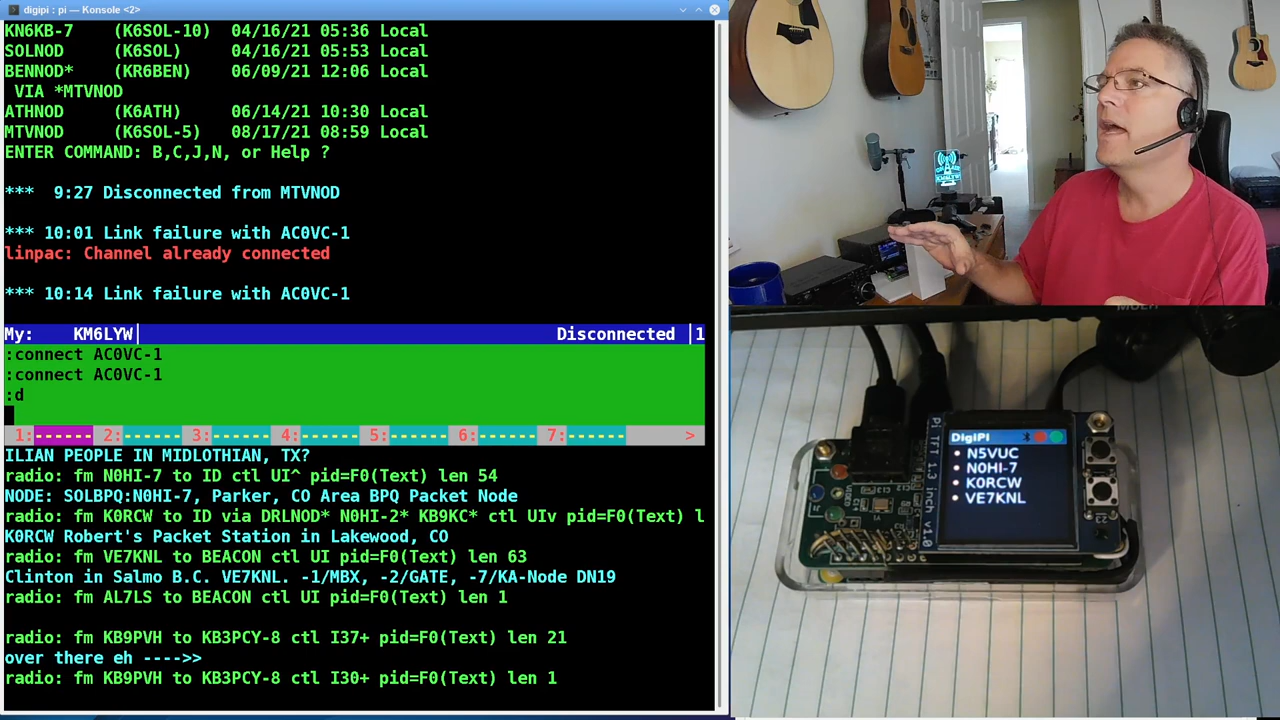 digipi : pi — Konsole <2>
KN6KB-7 (K6SOL-10) 04/16/21 05:36 Local
SOLNOD (K6SOL) 04/16/21 05:53 Local
BENNOD* (KR6BEN) 06/09/21 12:06 Local
VIA *MTVNOD
ATHNOD (K6ATH) 06/14/21 10:30 Local
MTVNOD (K6SOL-5) 08/17/21 08:59 Local
ENTER COMMAND: B,C,J,N, or Help ?
*** 9:27 Disconnected from MTVNOD
*** 10:01 Link failure with AC0VC-1
linpac: Channel already connected
*** 10:14 Link failure with AC0VC-1
My: KM6LYW| Disconnected |1
:connect AC0VC-1
:connect AC0VC-1
:d
1:------ 2:------ 3:------ 4:------ 5:------ 6:------ 7:------ >
ILIAN PEOPLE IN MIDLOTHIAN, TX?
radio: fm N0HI-7 to ID ctl UI^ pid=F0(Text) len 54
NODE: SOLBPQ:N0HI-7, Parker, CO Area BPQ Packet Node
radio: fm K0RCW to ID via DRLNOD* N0HI-2* KB9KC* ctl UIv pid=F0(Text) l
K0RCW Robert's Packet Station in Lakewood, CO
radio: fm VE7KNL to BEACON ctl UI pid=F0(Text) len 63
Clinton in Salmo B.C. VE7KNL. -1/MBX, -2/GATE, -7/KA-Node DN19
radio: fm AL7LS to BEACON ctl UI pid=F0(Text) len 1
radio: fm KB9PVH to KB3PCY-8 ctl I37+ pid=F0(Text) len 21
over there eh ---->>
radio: fm KB9PVH to KB3PCY-8 ctl I30+ pid=F0(Text) len 1
KM6LYW
DigiPi
N5VUC
N0HI-7
K0RCW
VE7KNL
Pi TFT 1.3 inch v1.0
23